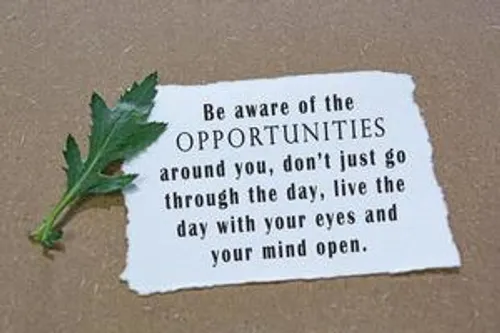 Be aware of the
OPPORTUNITIES
around you, don't just go
through the day, live the
day with your eyes and
your mind open.